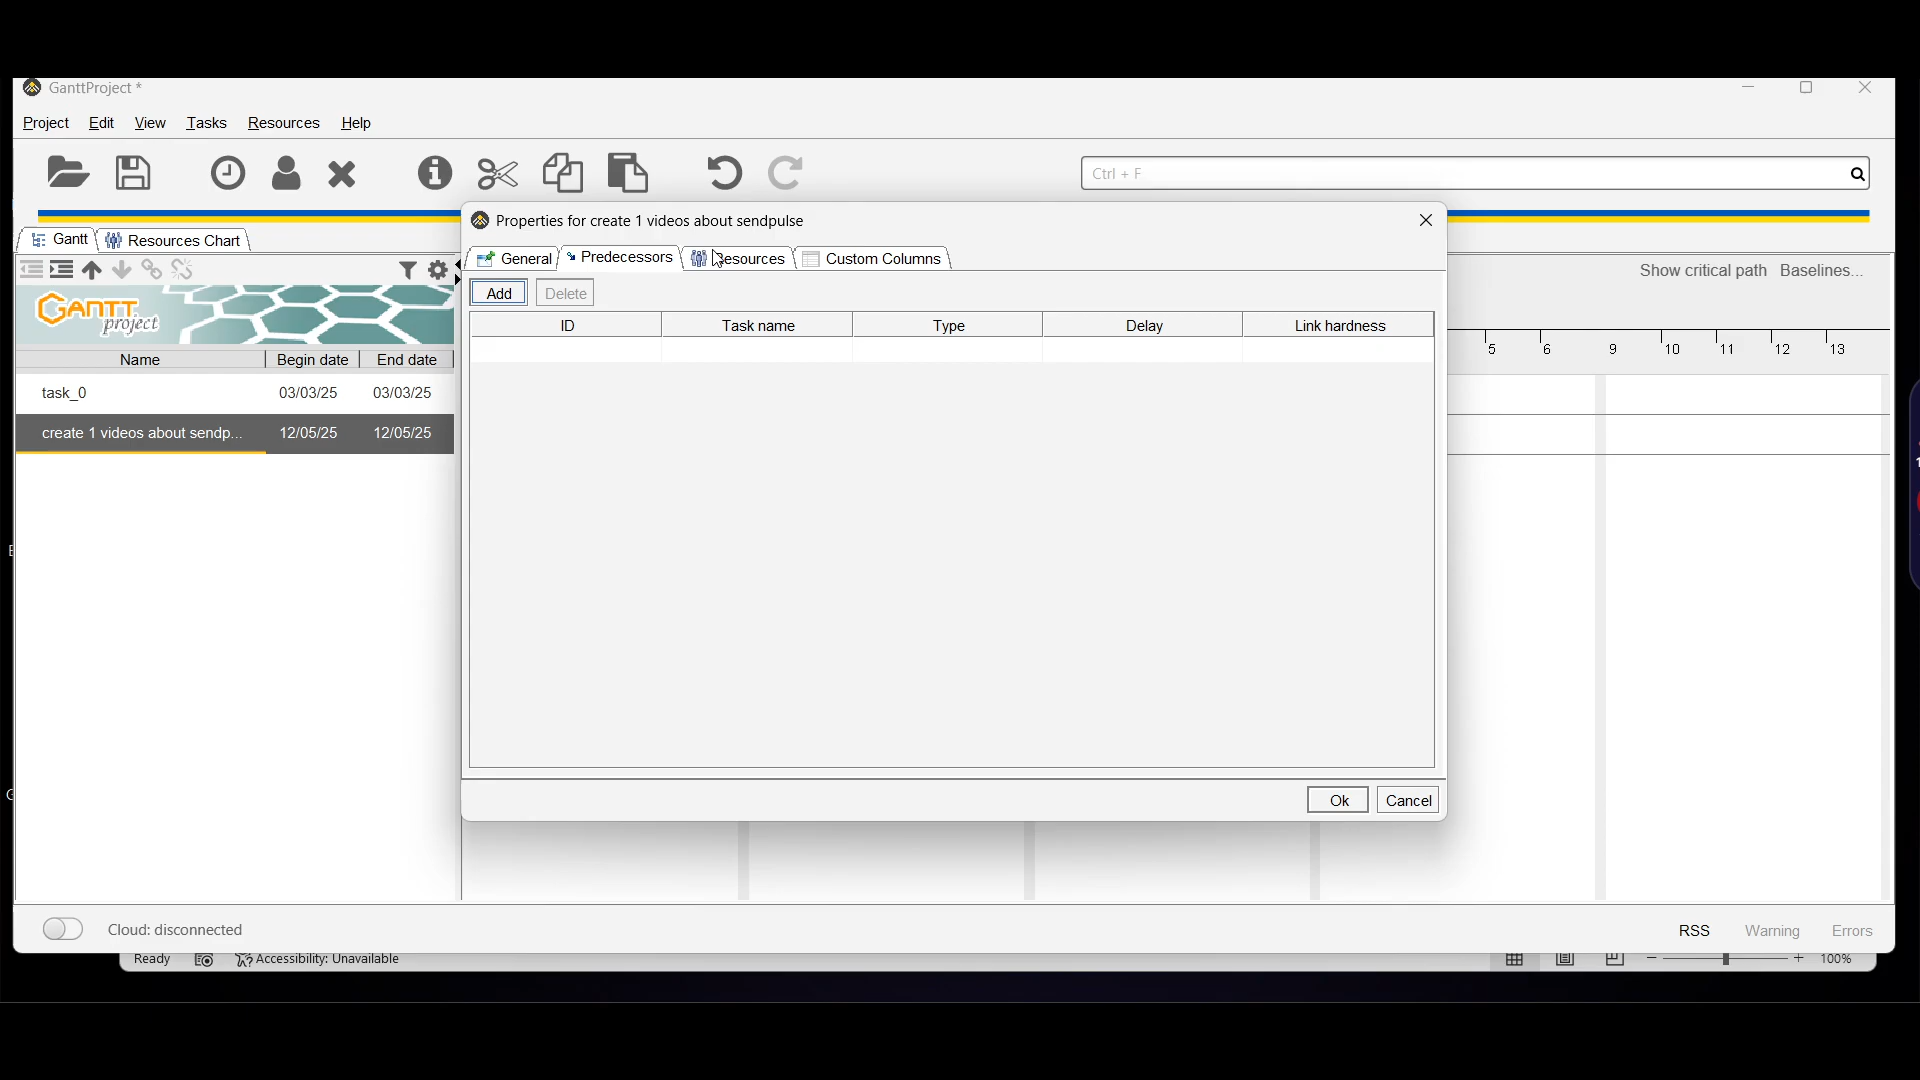 GanttProject *
Project Edit View Tasks Resources Help
Ctrl + F
Properties for create 1 videos about sendpulse
Gantt Resources Chart
General Predecessors Resources Custom Columns
Show critical path Baselines...
Add Delete
GANTT
project
ID Task name Type Delay Link hardness
5 6 9 10 11 12 13
Name Begin date End date
task_0 03/03/25 03/03/25
create 1 videos about sendp... 12/05/25 12/05/25
Ok Cancel
Cloud: disconnected
RSS Warning Errors
Ready Accessibility: Unavailable 100%